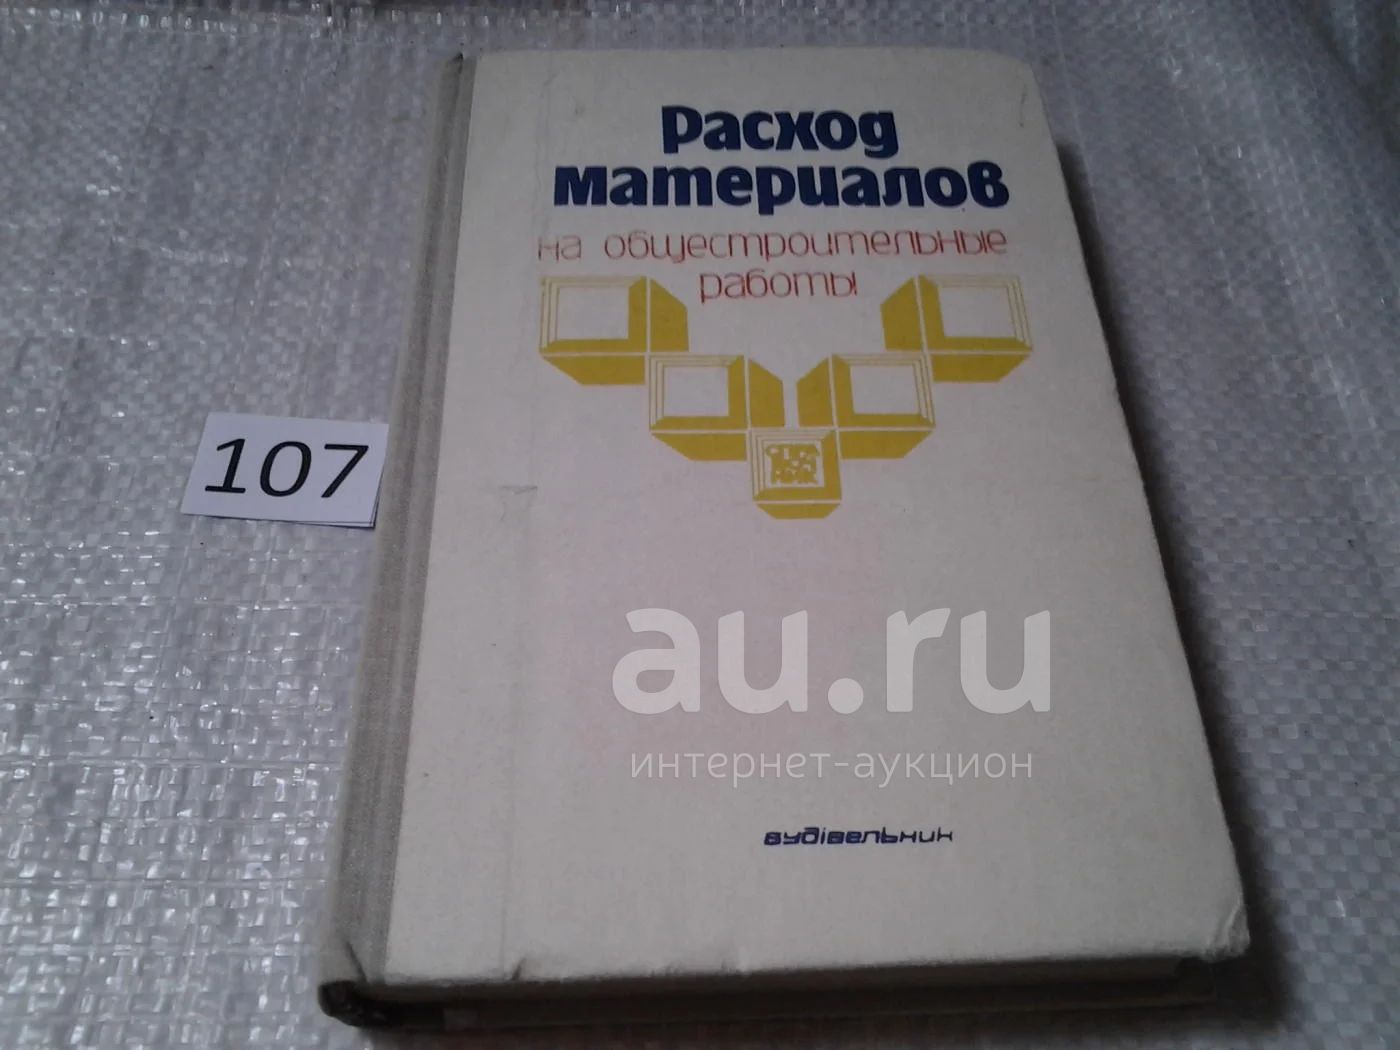 Расход
материалов
на общестроительные
работы
107
au.ru
интернет-аукцион
будівельник